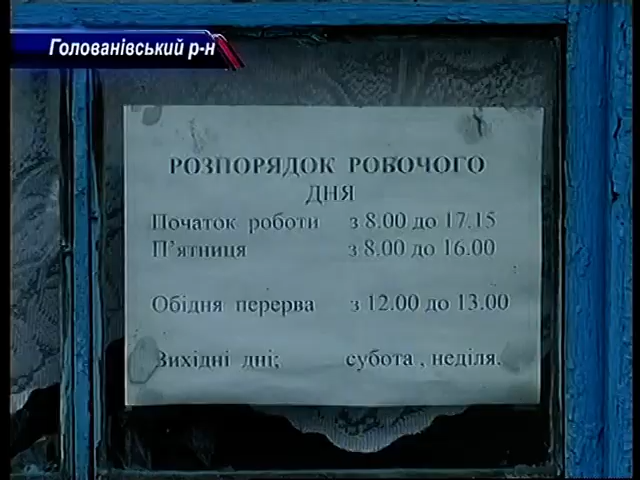 Голованівський р-н
РОЗПОРЯДОК РОБОЧОГО
ДНЯ
Початок роботи з 8.00 до 17.15
П'ятниця з 8.00 до 16.00
Обідня перерва з 12.00 до 13.00
Вихідні дні; субота , неділя.